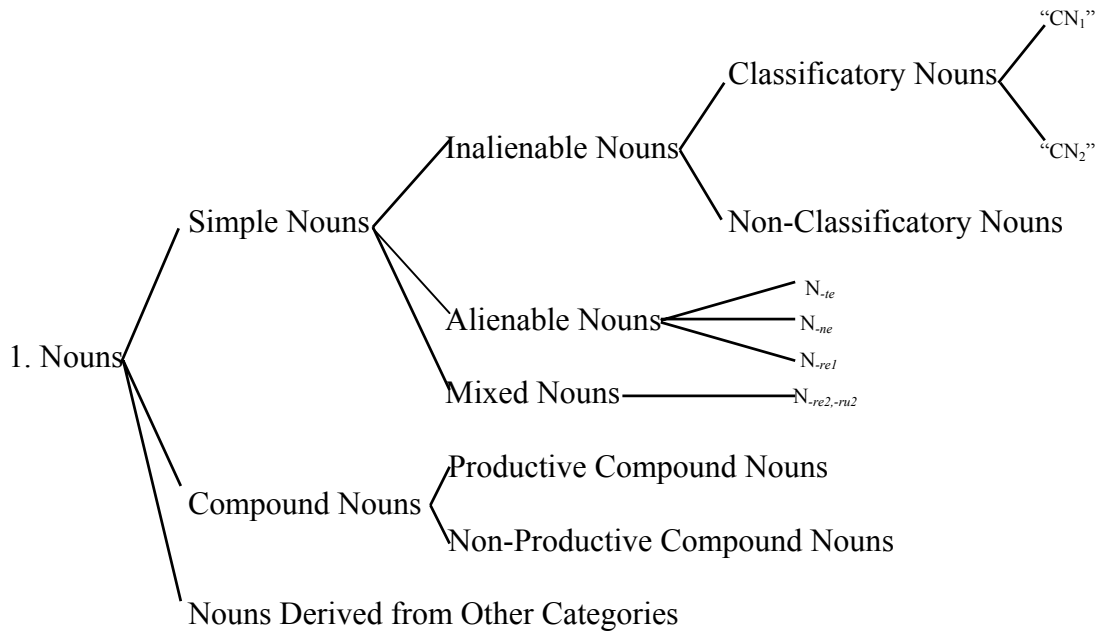 “CN₁”
Classificatory Nouns
Inalienable Nouns
“CN₂”
Simple Nouns
Non-Classificatory Nouns
N-te
Alienable Nouns
N-ne
1. Nouns
N-re1
Mixed Nouns
N-re2,-ru2
Productive Compound Nouns
Compound Nouns
Non-Productive Compound Nouns
Nouns Derived from Other Categories